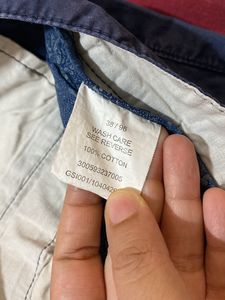 38 / 96
WASH CARE
SEE REVERSE
100% COTTON
300593237005